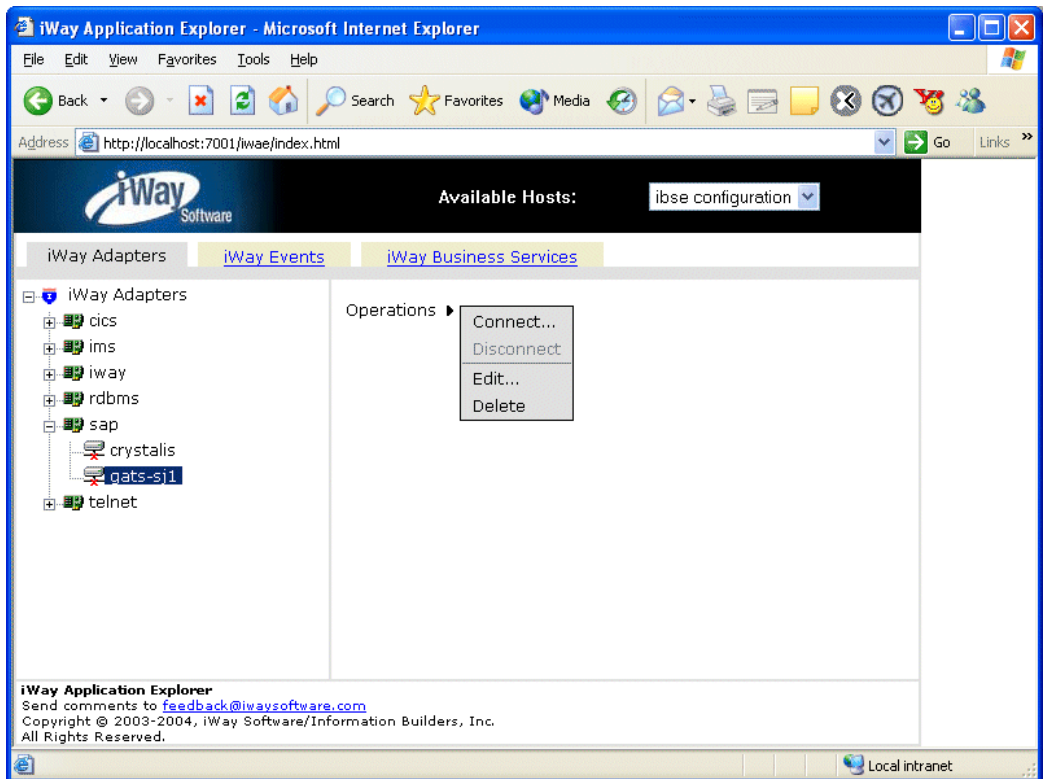 iWay Application Explorer - Microsoft Internet Explorer
File Edit View Favorites Tools Help
Back Search Favorites Media
Address http://localhost:7001/iwae/index.html Go Links »
iWay Software Available Hosts: ibse configuration
iWay Adapters iWay Events iWay Business Services
iWay Adapters
cics
ims
iway
rdbms
sap
crystalis
gats-sj1
telnet
Operations
Connect...
Disconnect
Edit...
Delete
iWay Application Explorer
Send comments to feedback@iwaysoftware.com
Copyright © 2003-2004, iWay Software/Information Builders, Inc.
All Rights Reserved.
Local intranet